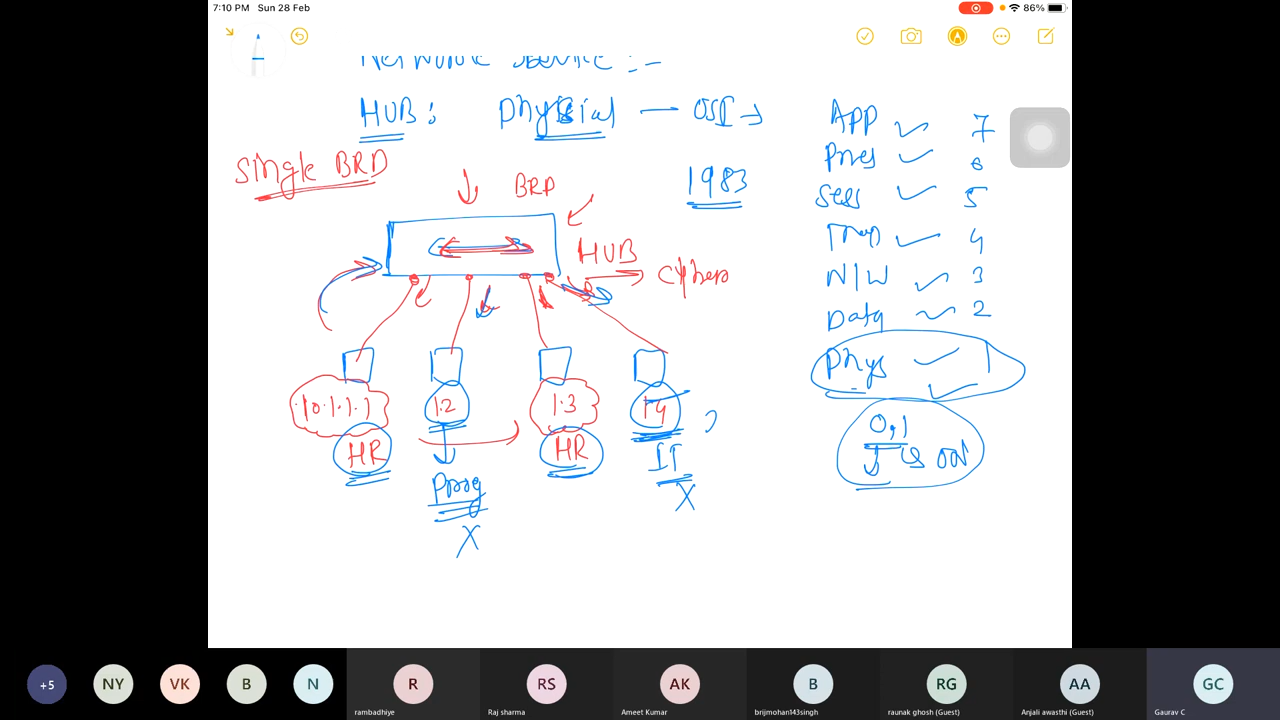 7:10 PM Sun 28 Feb
86%
HUB: physical — OSI →
Single BRD
BRD
1983
HUB
10.1.1.1
1.2
1.3
1.4
HR
HR
IT
X
Prog
X
APP 7
Pres 6
Sess 5
Tran 4
N/W 3
Data 2
Phys 1
0,1
ON
+5
NY
VK
B
N
R
RS
AK
B
RG
AA
GC
rambadhiye
Raj sharma
Ameet Kumar
brijmohan143singh
raunak ghosh (Guest)
Anjali awasthi (Guest)
Gaurav C